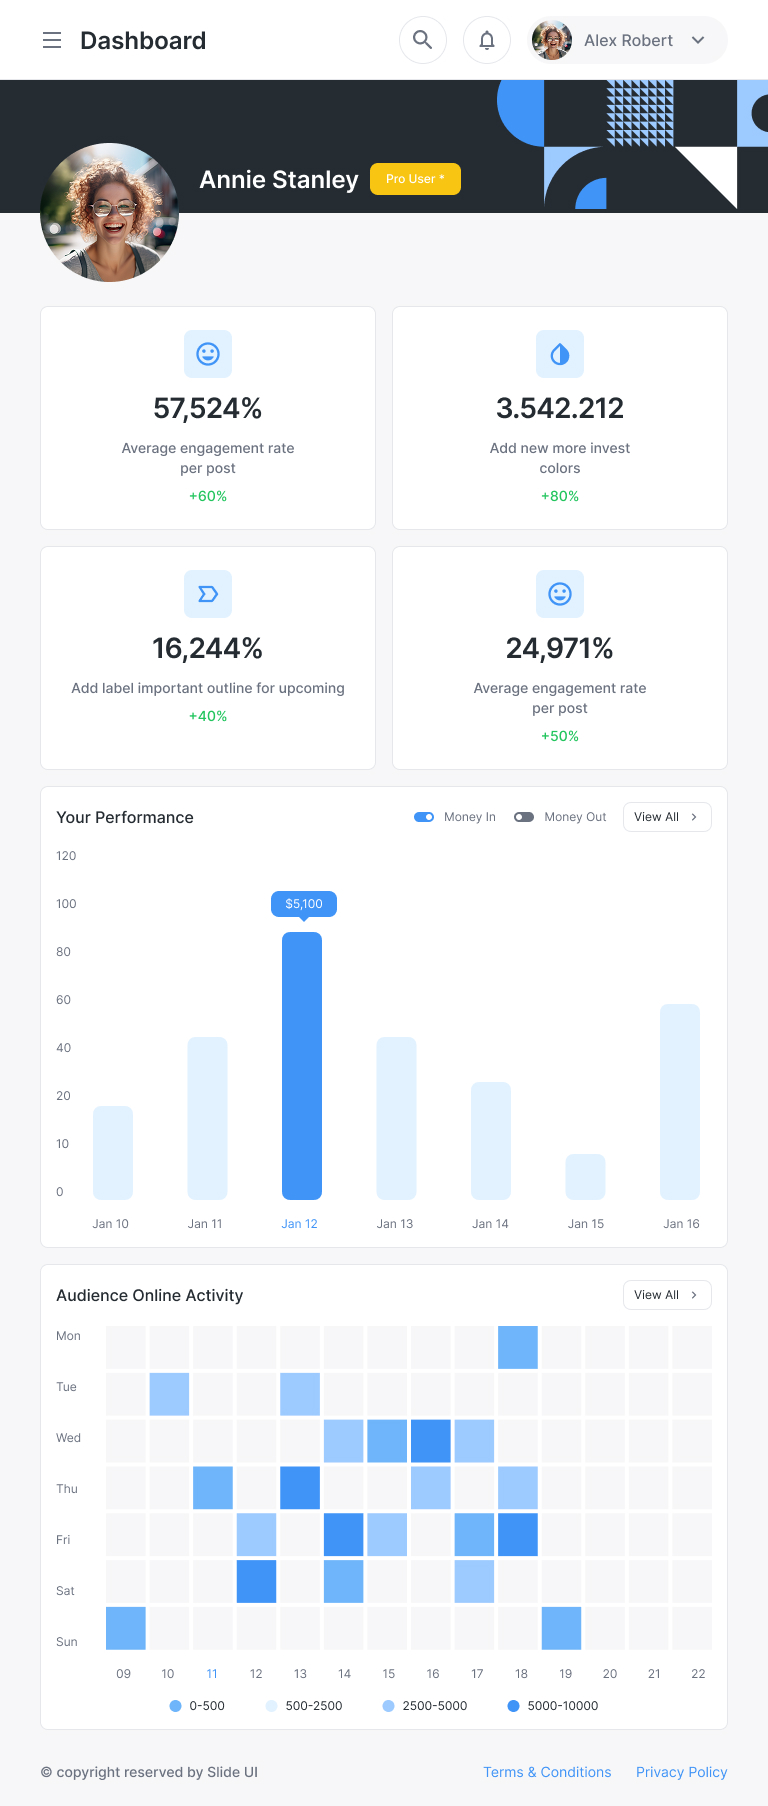 Dashboard
Alex Robert
Annie Stanley
Pro User *
57,524%
Average engagement rate
per post
+60%
3.542.212
Add new more invest
colors
+80%
16,244%
Add label important outline for upcoming
+40%
24,971%
Average engagement rate
per post
+50%
Your Performance
Money In
Money Out
View All
120
100
80
60
40
20
10
0
$5,100
Jan 10
Jan 11
Jan 12
Jan 13
Jan 14
Jan 15
Jan 16
Audience Online Activity
View All
Mon
Tue
Wed
Thu
Fri
Sat
Sun
09
10
11
12
13
14
15
16
17
18
19
20
21
22
0-500
500-2500
2500-5000
5000-10000
© copyright reserved by Slide UI
Terms & Conditions
Privacy Policy